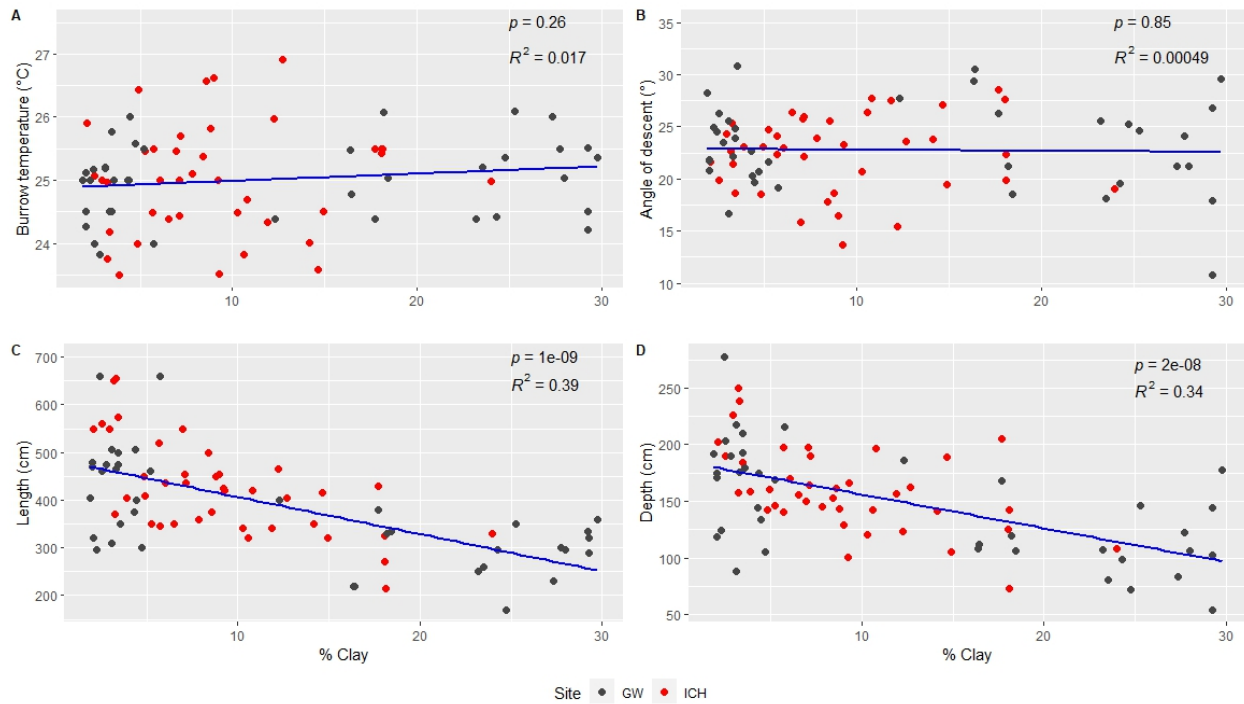 A
p = 0.26
R² = 0.017
27
26
25
24
Burrow temperature (°C)
10
20
30
B
p = 0.85
R² = 0.00049
35
30
25
20
15
10
Angle of descent (°)
10
20
30
C
p = 1e-09
R² = 0.39
700
600
500
400
300
200
Length (cm)
10
20
30
% Clay
D
p = 2e-08
R² = 0.34
250
200
150
100
50
Depth (cm)
10
20
30
% Clay
Site GW ICH